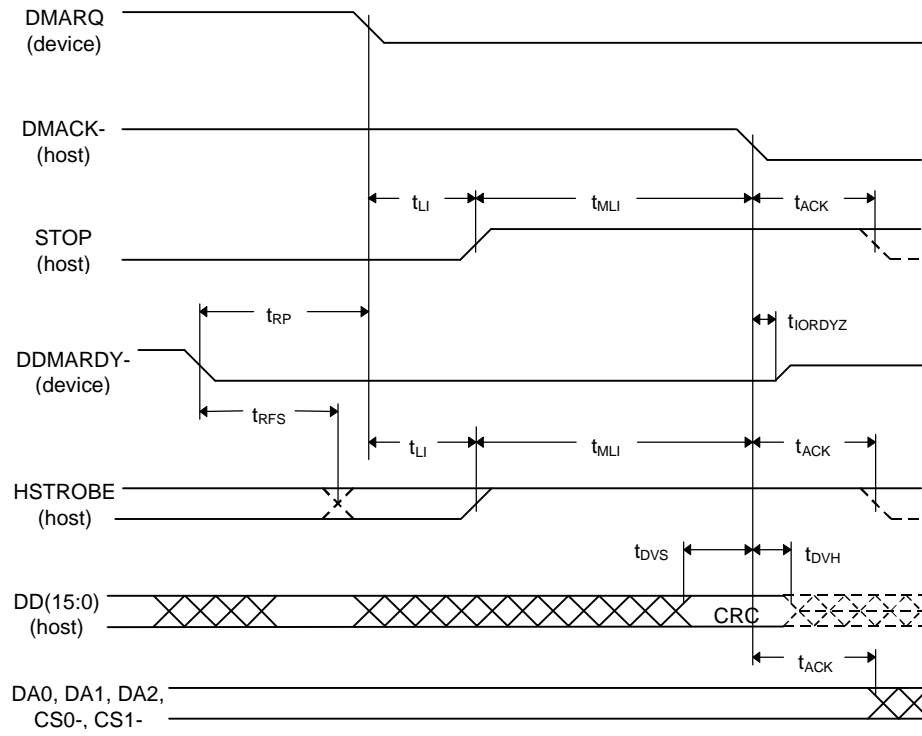 DMARQ
(device)
DMACK-
(host)
tLI
tMLI
tACK
STOP
(host)
tRP
tIORDYZ
DDMARDY-
(device)
tRFS
tLI
tMLI
tACK
HSTROBE
(host)
tDVS
tDVH
DD(15:0)
(host)
CRC
tACK
DA0, DA1, DA2,
CS0-, CS1-